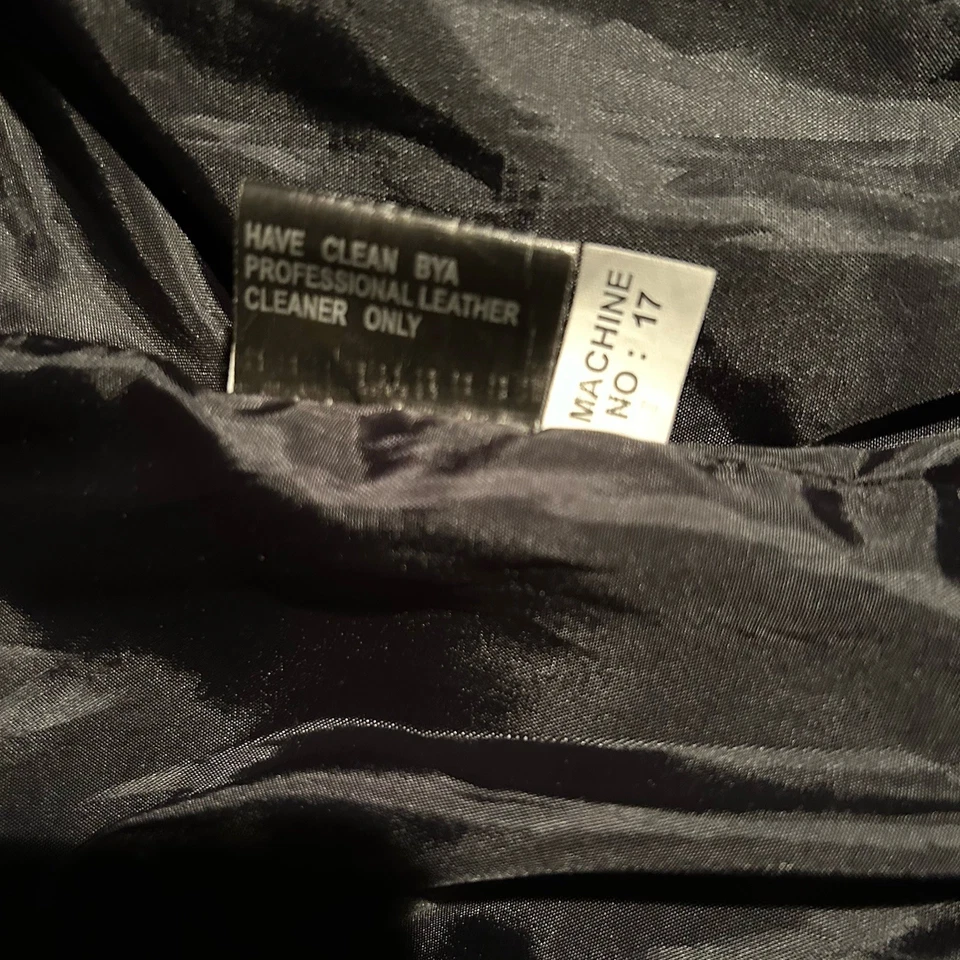 HAVE CLEAN BYA
PROFESSIONAL LEATHER
CLEANER ONLY
MACHINE
NO : 17